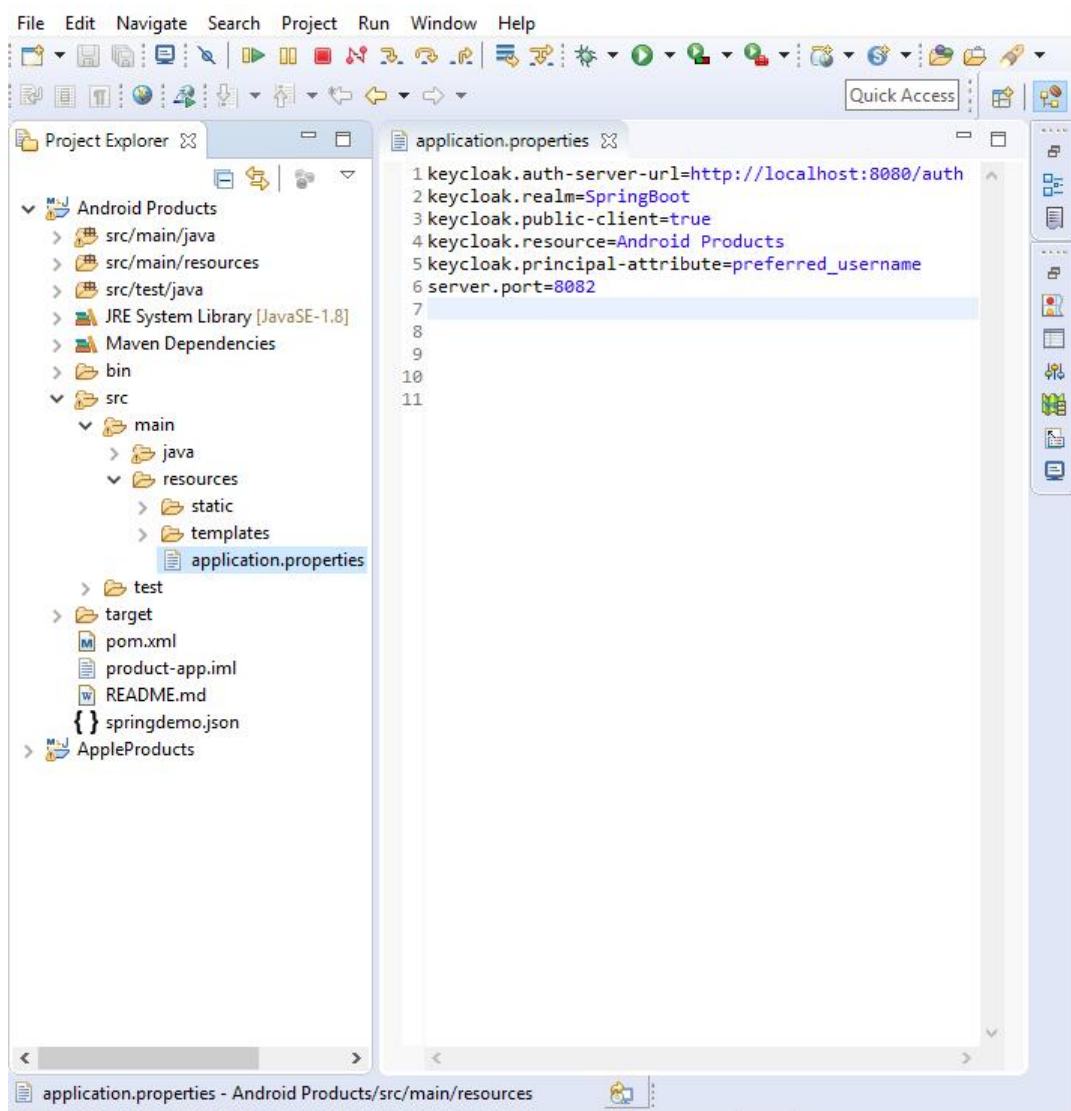 File Edit Navigate Search Project Run Window Help
Quick Access
Project Explorer
Android Products
src/main/java
src/main/resources
src/test/java
JRE System Library [JavaSE-1.8]
Maven Dependencies
bin
src
main
java
resources
static
templates
application.properties
test
target
pom.xml
product-app.iml
README.md
springdemo.json
AppleProducts
application.properties
1 keycloak.auth-server-url=http://localhost:8080/auth
2 keycloak.realm=SpringBoot
3 keycloak.public-client=true
4 keycloak.resource=Android Products
5 keycloak.principal-attribute=preferred_username
6 server.port=8082
7
8
9
10
11
application.properties - Android Products/src/main/resources